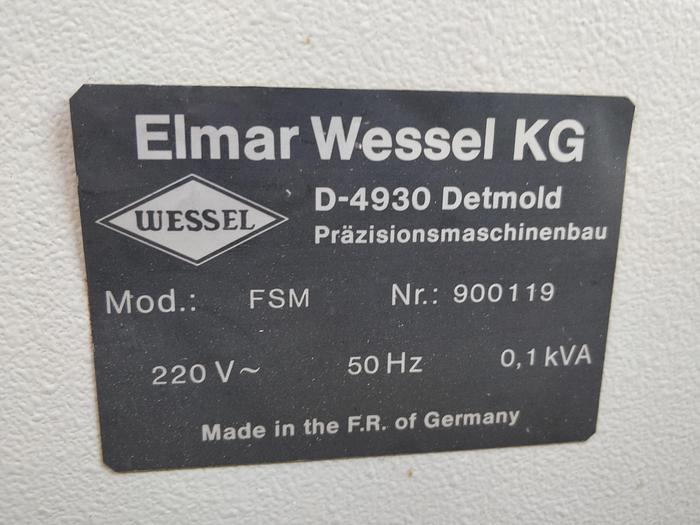 Elmar Wessel KG
WESSEL
D-4930 Detmold
Präzisionsmaschinenbau
Mod.: FSM Nr.: 900119
220 V~ 50 Hz 0,1 kVA
Made in the F.R. of Germany